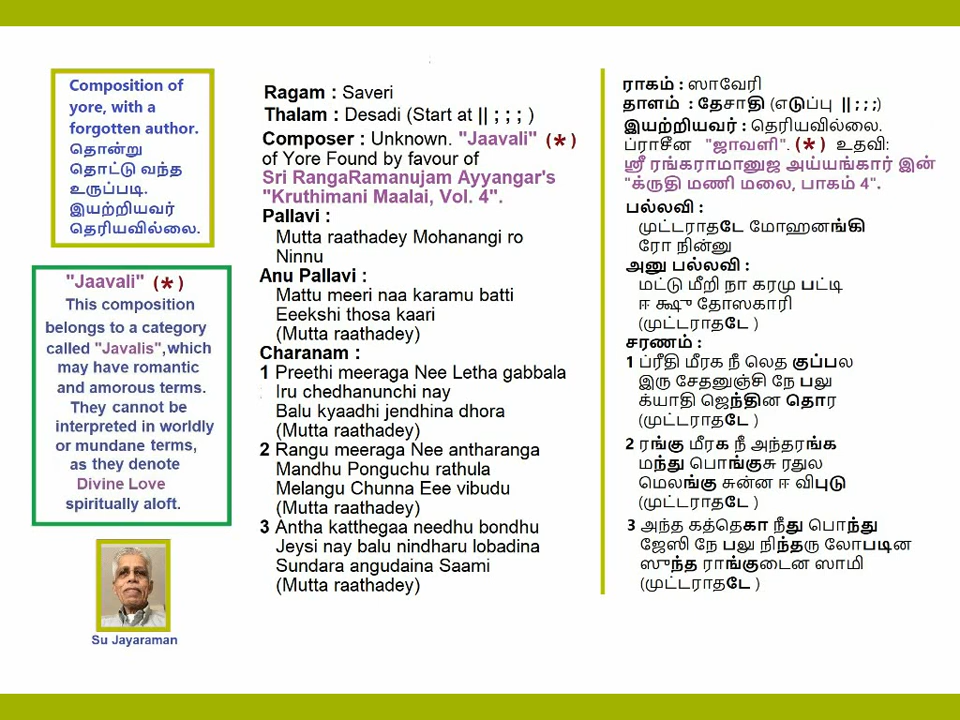 Composition of
yore, with a
forgotten author.
தொன்று
தொட்டு வந்த
உருப்படி.
இயற்றியவர்
தெரியவில்லை.
"Jaavali" (*)
This composition
belongs to a category
called "Javalis",which
may have romantic
and amorous terms.
They cannot be
interpreted in worldly
or mundane terms,
as they denote
Divine Love
spiritually aloft.
Su Jayaraman
Ragam : Saveri
Thalam : Desadi (Start at || ; ; ; )
Composer : Unknown. "Jaavali" (*)
of Yore Found by favour of
Sri RangaRamanujam Ayyangar's
"Kruthimani Maalai, Vol. 4".
Pallavi :
Mutta raathadey Mohanangi ro
Ninnu
Anu Pallavi :
Mattu meeri naa karamu batti
Eeekshi thosa kaari
(Mutta raathadey)
Charanam :
1 Preethi meeraga Nee Letha gabbala
Iru chedhanunchi nay
Balu kyaadhi jendhina dhora
(Mutta raathadey)
2 Rangu meeraga Nee antharanga
Mandhu Ponguchu rathula
Melangu Chunna Eee vibudu
(Mutta raathadey)
3 Antha katthegaa needhu bondhu
Jeysi nay balu nindharu lobadina
Sundara angudaina Saami
(Mutta raathadey)
ராகம் : ஸாவேரி
தாளம் : தேசாதி (எடுப்பு || ; ; ;)
இயற்றியவர் : தெரியவில்லை.
ப்ராசீன "ஜாவளி". (*) உதவி:
ஸ்ரீ ரங்கராமானுஜ அய்யங்கார் இன்
"க்ருதி மணி மலை, பாகம் 4".
பல்லவி :
முட்டராதடே மோஹனங்கி
ரோ நின்னு
அனு பல்லவி :
மட்டு மீறி நா கரமு பட்டி
ஈ க்ஷு தோஸகாரி
(முட்டராதடே )
சரணம் :
1 ப்ரீதி மீரக நீ லெத குப்பல
இரு சேதனுஞ்சி நே பலு
க்யாதி ஜெந்தின தொர
(முட்டராதடே )
2 ரங்கு மீரக நீ அந்தரங்க
மந்து பொங்குசு ரதுல
மெலங்கு சுன்ன ஈ விபுடு
(முட்டராதடே )
3 அந்த கத்தெகா நீது பொந்து
ஜேஸி நே பலு நிந்தரு லோபடின
ஸுந்த ராங்குடைன ஸாமி
(முட்டராதடே )